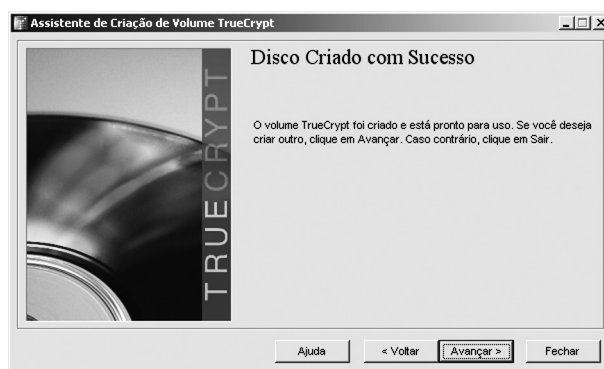 Assistente de Criação de Volume TrueCrypt
TRUECRYPT
Disco Criado com Sucesso
O volume TrueCrypt foi criado e está pronto para uso. Se você deseja
criar outro, clique em Avançar. Caso contrário, clique em Sair.
Ajuda
< Voltar
Avançar >
Fechar